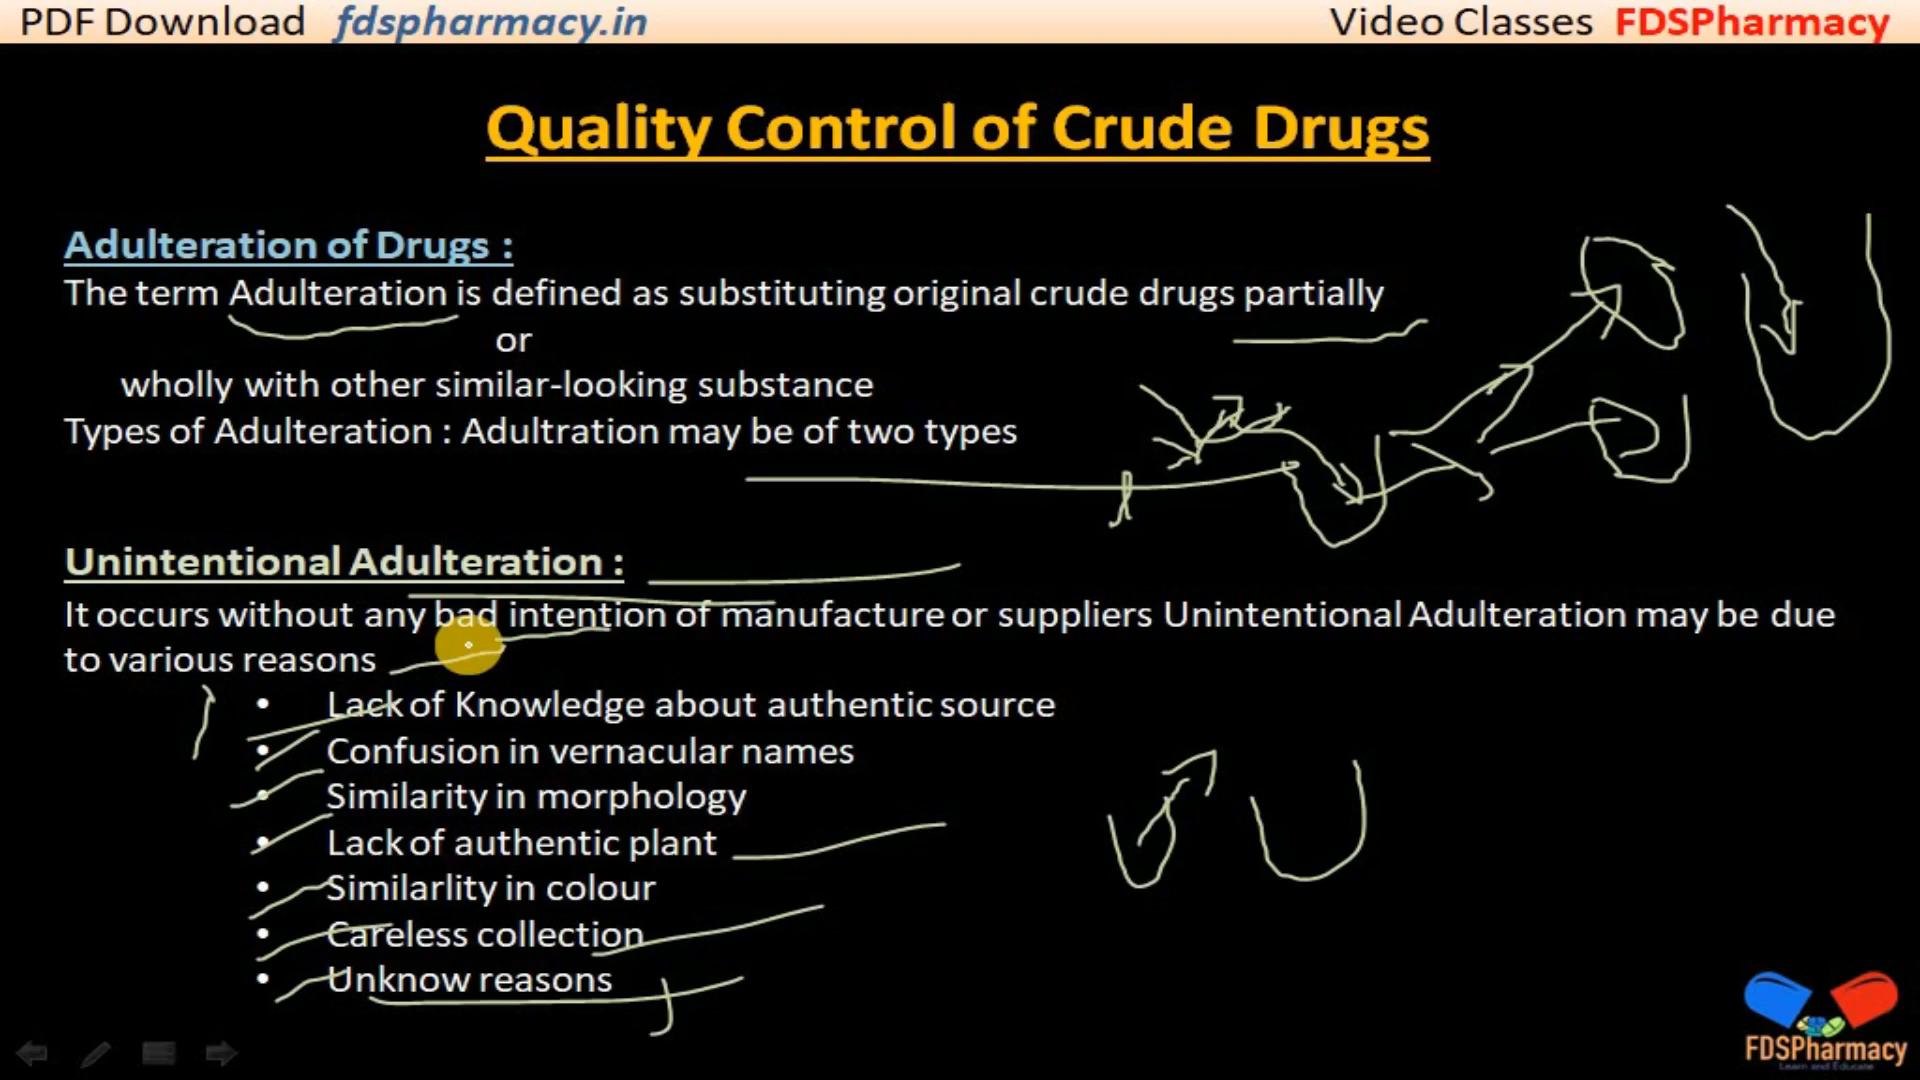 PDF Download fdspharmacy.in Video Classes FDSPharmacy
Quality Control of Crude Drugs
Adulteration of Drugs :
The term Adulteration is defined as substituting original crude drugs partially
or
wholly with other similar-looking substance
Types of Adulteration : Adultration may be of two types
Unintentional Adulteration :
It occurs without any bad intention of manufacture or suppliers Unintentional Adulteration may be due
to various reasons
• Lack of Knowledge about authentic source
• Confusion in vernacular names
• Similarity in morphology
• Lack of authentic plant
• Similarlity in colour
• Careless collection
• Unknow reasons
FDSPharmacy
Learn and Educate